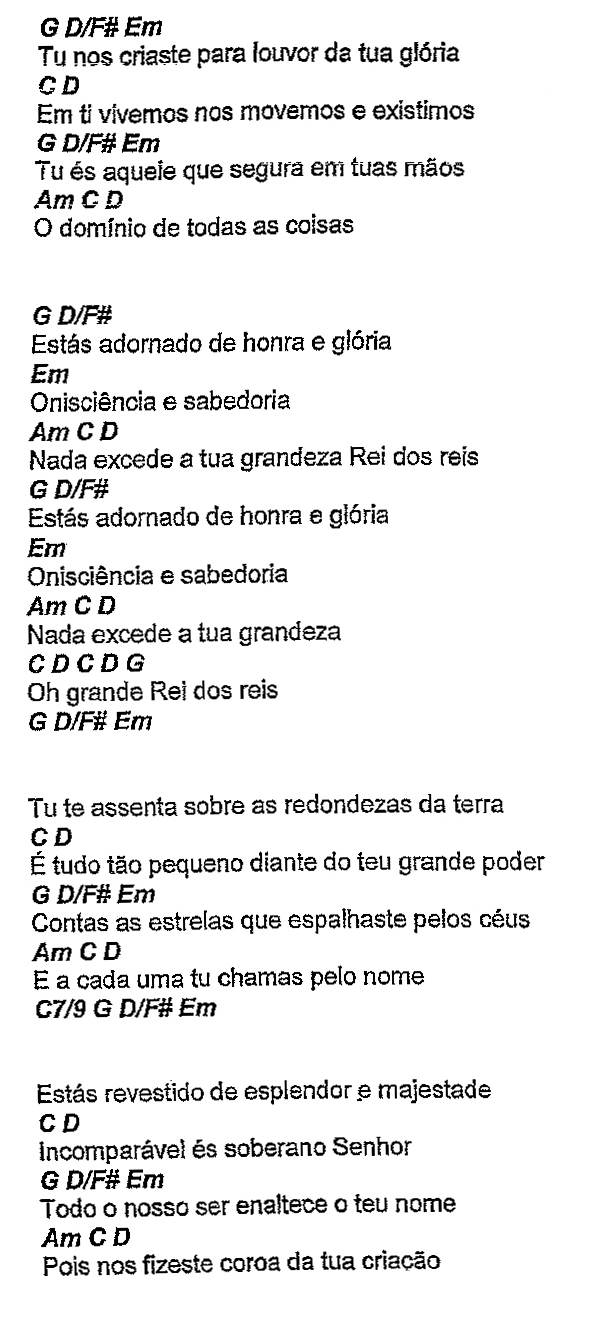 G D/F# Em
Tu nos criaste para louvor da tua glória
C D
Em ti vivemos nos movemos e existimos
G D/F# Em
Tu és aquele que segura em tuas mãos
Am C D
O domínio de todas as coisas
G D/F#
Estás adornado de honra e glória
Em
Onisciência e sabedoria
Am C D
Nada excede a tua grandeza Rei dos reis
G D/F#
Estás adornado de honra e glória
Em
Onisciência e sabedoria
Am C D
Nada excede a tua grandeza
C D C D G
Oh grande Rei dos reis
G D/F# Em
Tu te assenta sobre as redondezas da terra
C D
É tudo tão pequeno diante do teu grande poder
G D/F# Em
Contas as estrelas que espalhaste pelos céus
Am C D
E a cada uma tu chamas pelo nome
C7/9 G D/F# Em
Estás revestido de esplendor e majestade
C D
Incomparável és soberano Senhor
G D/F# Em
Todo o nosso ser enaltece o teu nome
Am C D
Pois nos fizeste coroa da tua criação